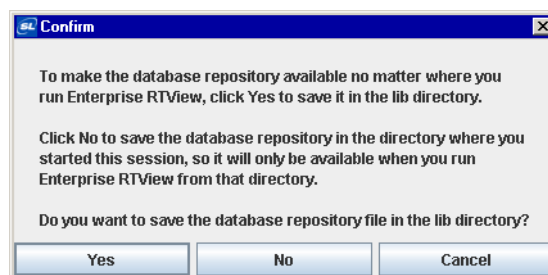 SL Confirm
To make the database repository available no matter where you
run Enterprise RTView, click Yes to save it in the lib directory.
Click No to save the database repository in the directory where you
started this session, so it will only be available when you run
Enterprise RTView from that directory.
Do you want to save the database repository file in the lib directory?
Yes No Cancel